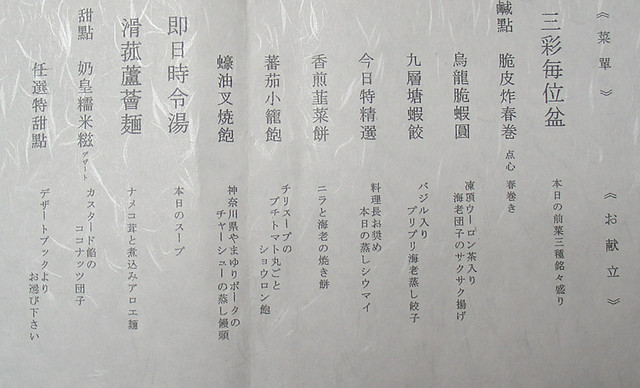 《菜單》
《お献立》
三彩每位盆
本日の前菜三種銘々盛り
鹹點 脆皮炸春巻
点心 春巻き
烏龍脆蝦圓
凍頂ウーロン茶入り
海老団子のサクサク揚げ
九層塘蝦餃
バジル入り
プリプリ海老蒸し餃子
今日特精選
料理長お奨め
本日の蒸しシウマイ
香煎韮菜餅
ニラと海老の焼き餅
蕃茄小籠飽
チリスープの
プチトマト丸ごと
ショウロン飽
蠔油叉焼飽
神奈川県やまゆりポータの
チャーシューの蒸し饅頭
即日時令湯
本日のスープ
滑菰蘆薈麺
ナメコ茸と煮込みアロエ麺
甜點 奶皇糯米糍
デザート
カスタード餡の
ココナッツ団子
任選特甜點
デザートブックより
お選び下さい